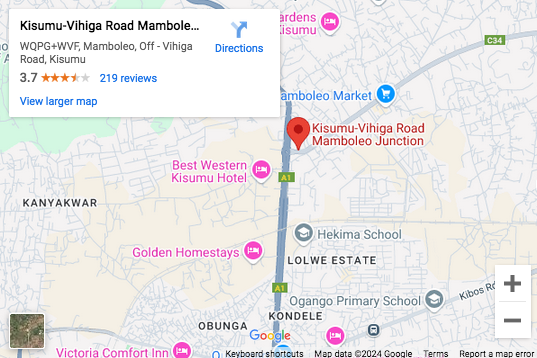 Kisumu-Vihiga Road Mambole...
WQPG+WVF, Mamboleo, Off - Vihiga
Road, Kisumu
3.7
219 reviews
View larger map
Directions
Gardens
Kisumu
C34
Mamboleo Market
Kisumu-Vihiga Road
Mamboleo Junction
Best Western
Kisumu Hotel
A1
KANYAKWAR
Hekima School
Golden Homestays
LOLWE ESTATE
A1
Ogango Primary School
Kibos Ro
KONDELE
OBUNGA
Google
Victoria Comfort Inn
Keyboard shortcuts
Map data ©2024 Google
Terms
Report a map error